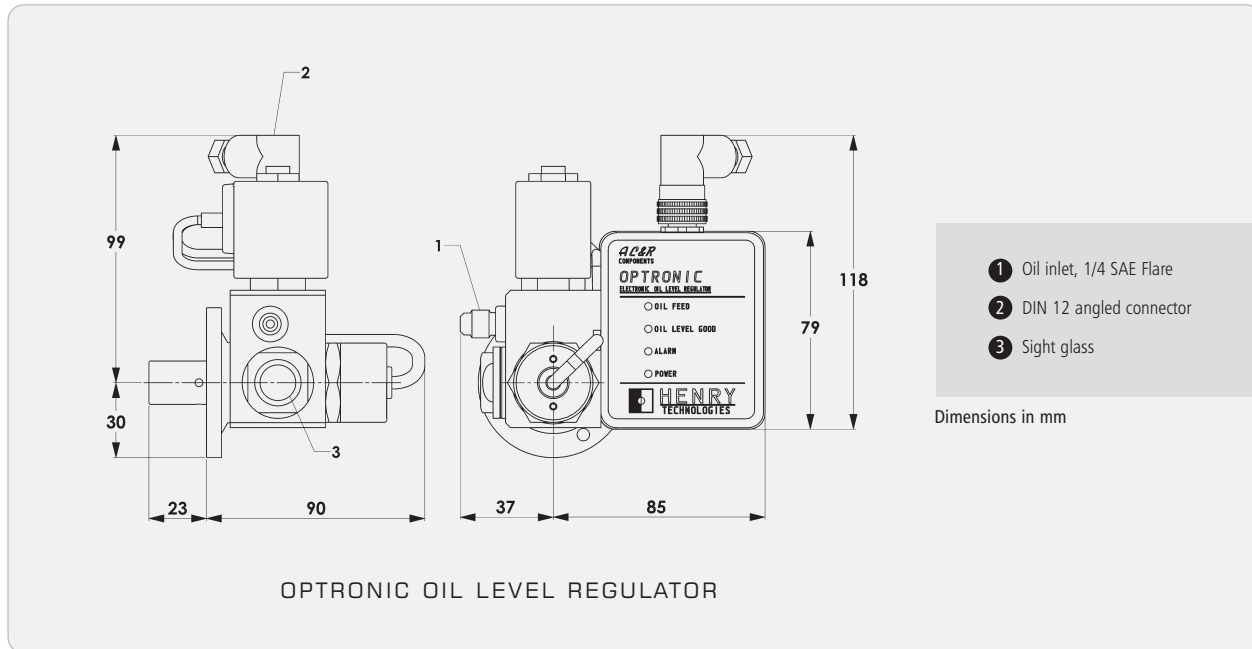 2
99
30
3
23
90
1
AC&R
COMPONENTS
OPTRONIC
ELECTRONIC OIL LEVEL REGULATOR
OIL FEED
OIL LEVEL GOOD
ALARM
POWER
HENRY
TECHNOLOGIES
79
118
37
85
1 Oil inlet, 1/4 SAE Flare
2 DIN 12 angled connector
3 Sight glass
Dimensions in mm
OPTRONIC OIL LEVEL REGULATOR